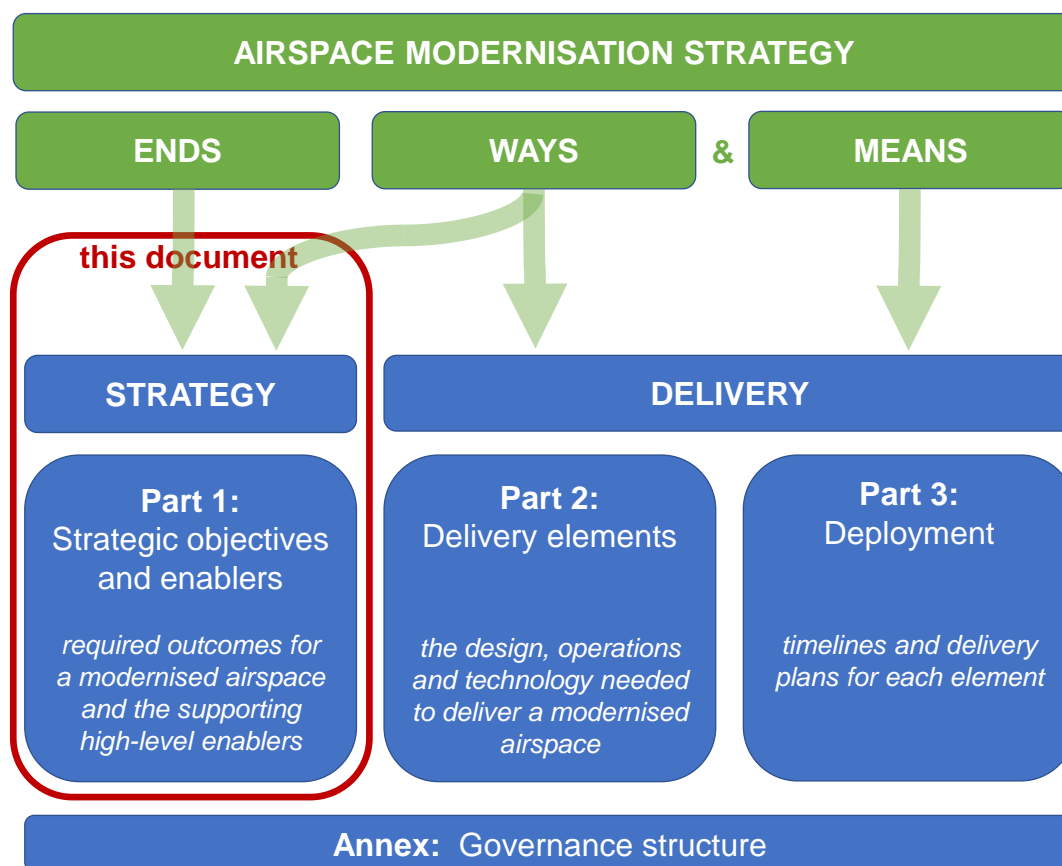 AIRSPACE MODERNISATION STRATEGY
ENDS
WAYS
&
MEANS
this document
STRATEGY
DELIVERY
Part 1:
Strategic objectives
and enablers
required outcomes for
a modernised airspace
and the supporting
high-level enablers
Part 2:
Delivery elements
the design, operations
and technology needed
to deliver a modernised
airspace
Part 3:
Deployment
timelines and delivery
plans for each element
Annex: Governance structure